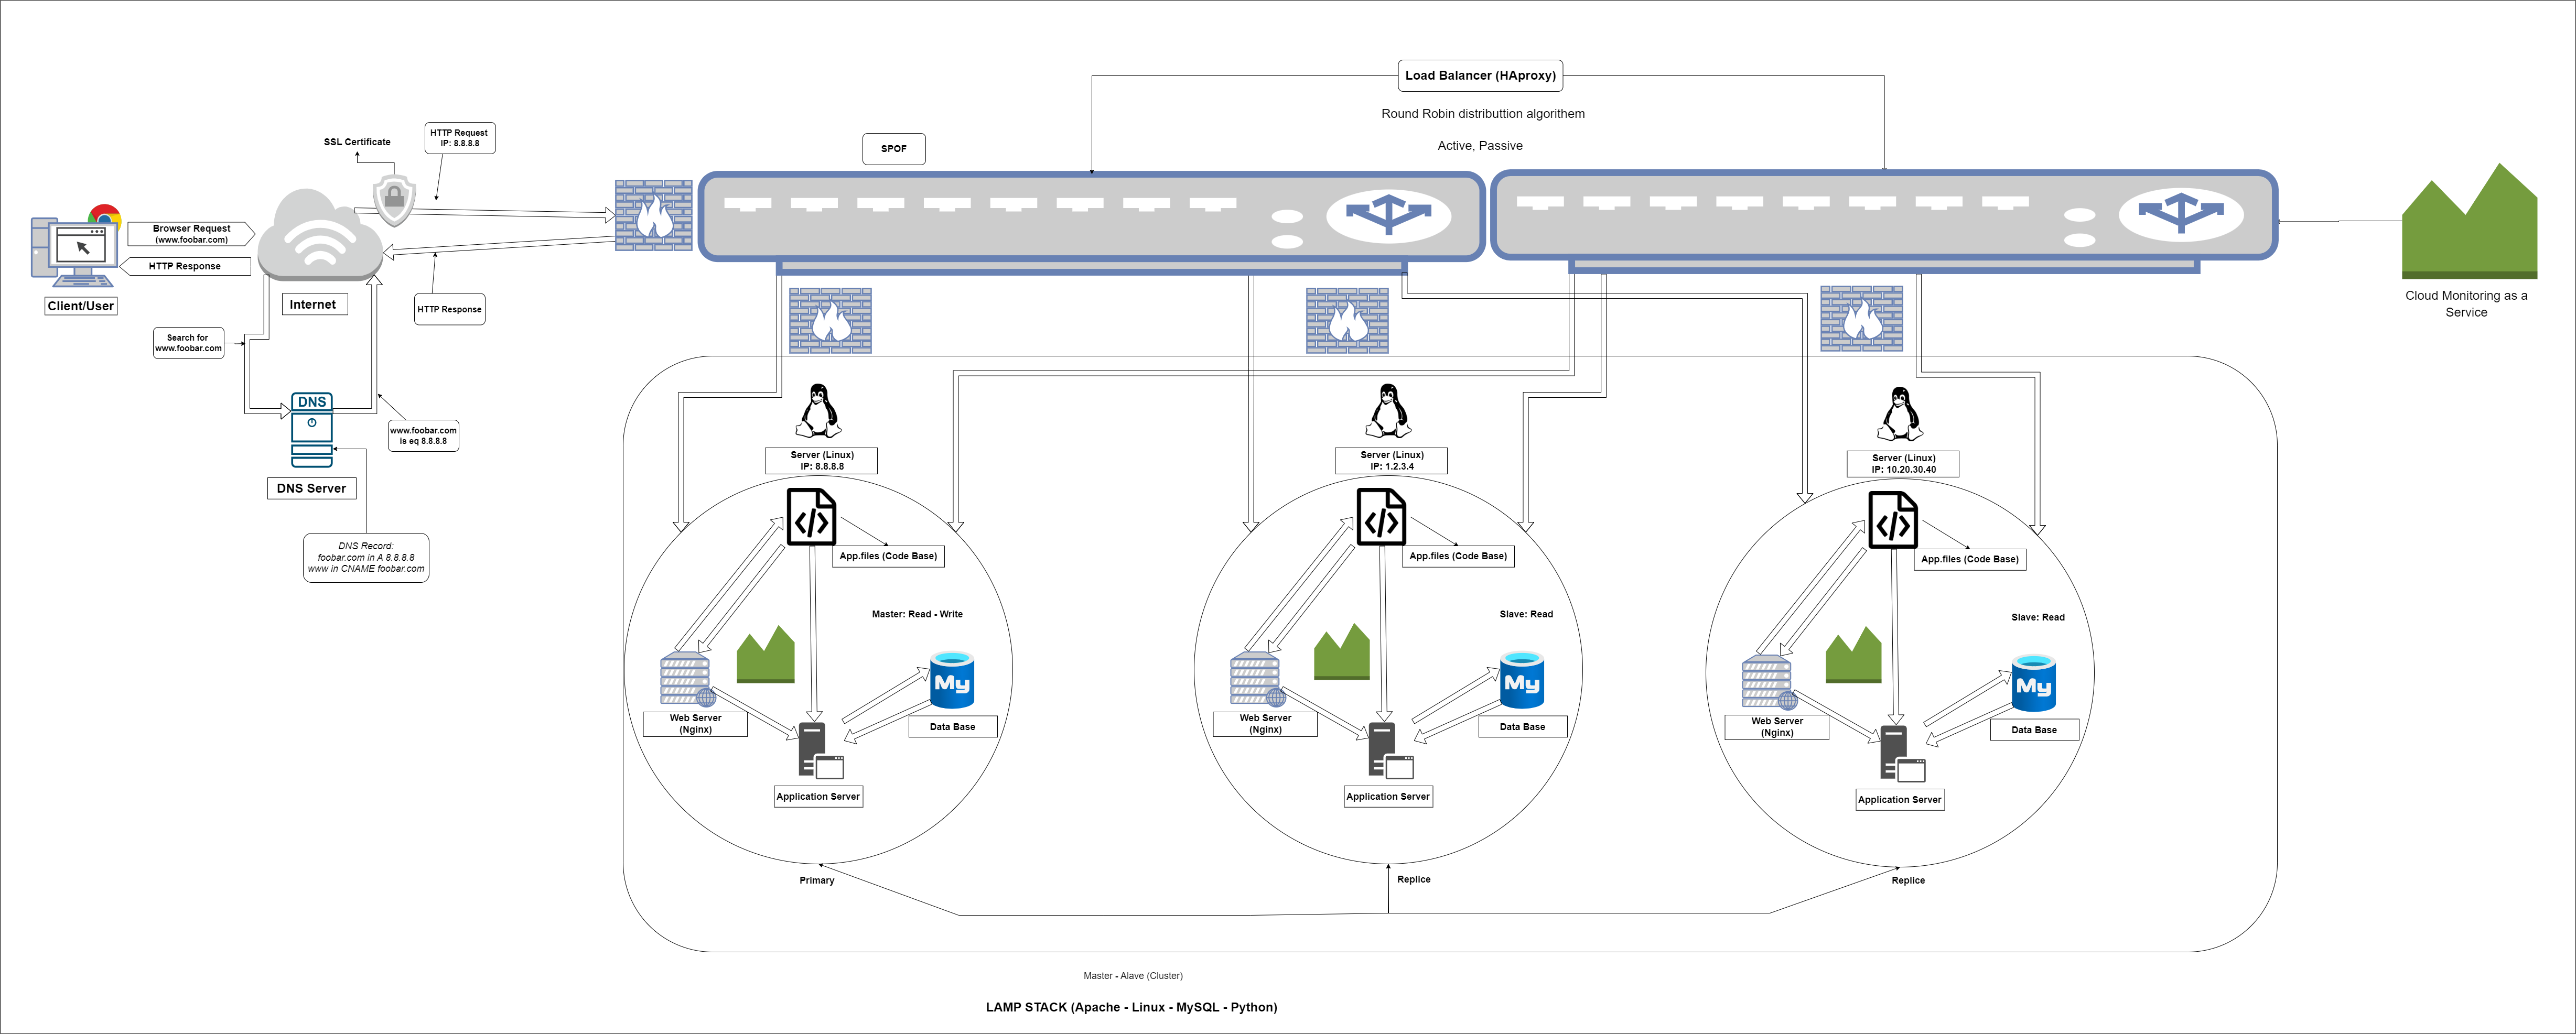 Load Balancer (HAproxy)
Round Robin distributtion algorithem
Active, Passive
SPOF
SSL Certificate
HTTP Request
IP: 8.8.8.8
Browser Request
(www.foobar.com)
HTTP Response
Client/User
Internet
HTTP Response
Search for
www.foobar.com
DNS
www.foobar.com
is eq 8.8.8.8
DNS Server
DNS Record:
foobar.com in A 8.8.8.8
www in CNAME foobar.com
Cloud Monitoring as a
Service
Server (Linux)
IP: 8.8.8.8
App.files (Code Base)
Master: Read - Write
My
Web Server
(Nginx)
Data Base
Application Server
Primary
Server (Linux)
IP: 1.2.3.4
App.files (Code Base)
Slave: Read
My
Web Server
(Nginx)
Data Base
Application Server
Replice
Server (Linux)
IP: 10.20.30.40
App.files (Code Base)
Slave: Read
My
Web Server
(Nginx)
Data Base
Application Server
Replice
Master - Alave (Cluster)
LAMP STACK (Apache - Linux - MySQL - Python)